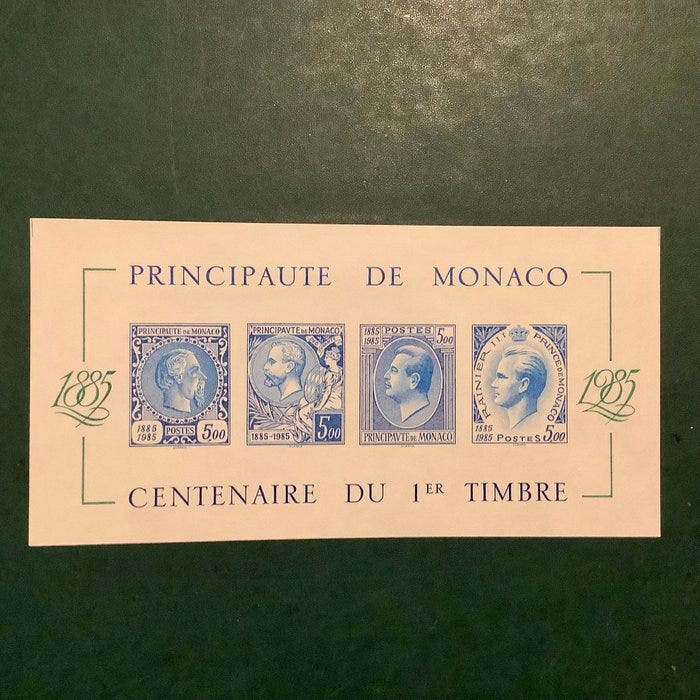 PRINCIPAUTE DE MONACO
1885
1985
PRINCIPAUTE DE MONACO
1885
1985
POSTES
5,00
PRINCIPAVTE DE MONACO
1885-1985
5,00
1885
1985
POSTES
5,00
PRINCIPAVTE DE MONACO
RAINIER III PRINCE DE MONACO
1885
1985
POSTES
5,00
CENTENAIRE DU 1ER TIMBRE